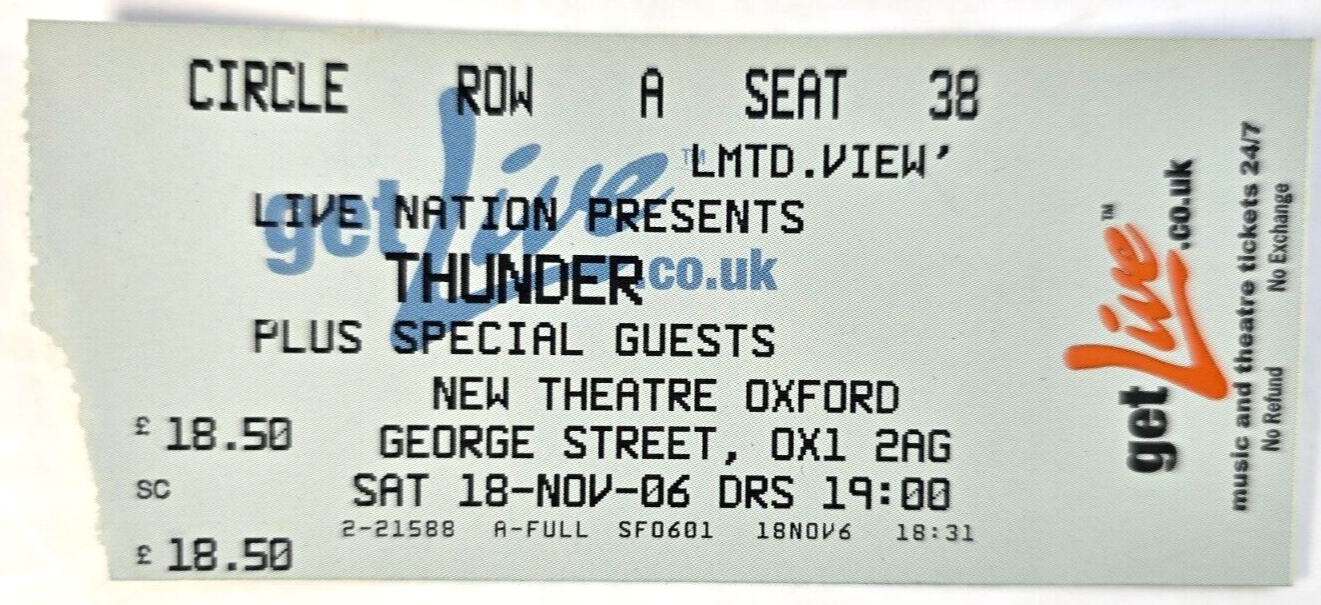 CIRCLE ROW A SEAT 38
LMTD.VIEW'
LIVE NATION PRESENTS
THUNDER
PLUS SPECIAL GUESTS
NEW THEATRE OXFORD
£ 18.50 GEORGE STREET, OX1 2AG
SC SAT 18-NOV-06 DRS 19:00
2-21588 A-FULL SF0601 18NOV6 18:31
£ 18.50
getLive™.co.uk
getLive™.co.uk
music and theatre tickets 24/7
No Refund No Exchange